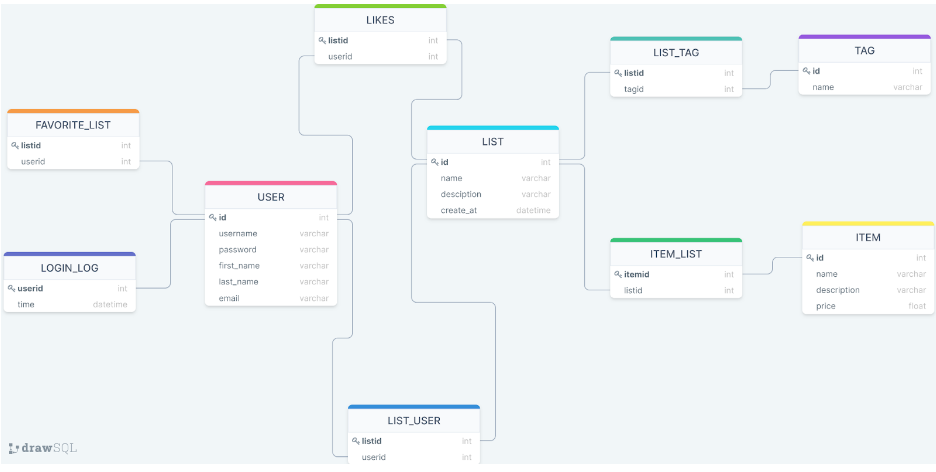 LIKES
listid int
userid int
LIST_TAG
listid int
tagid int
TAG
id int
name varchar
FAVORITE_LIST
listid int
userid int
LIST
id int
name varchar
desciption varchar
create_at datetime
USER
id int
username varchar
password varchar
first_name varchar
last_name varchar
email varchar
LOGIN_LOG
userid int
time datetime
ITEM_LIST
itemid int
listid int
ITEM
id int
name varchar
description varchar
price float
LIST_USER
listid int
userid int
drawSQL